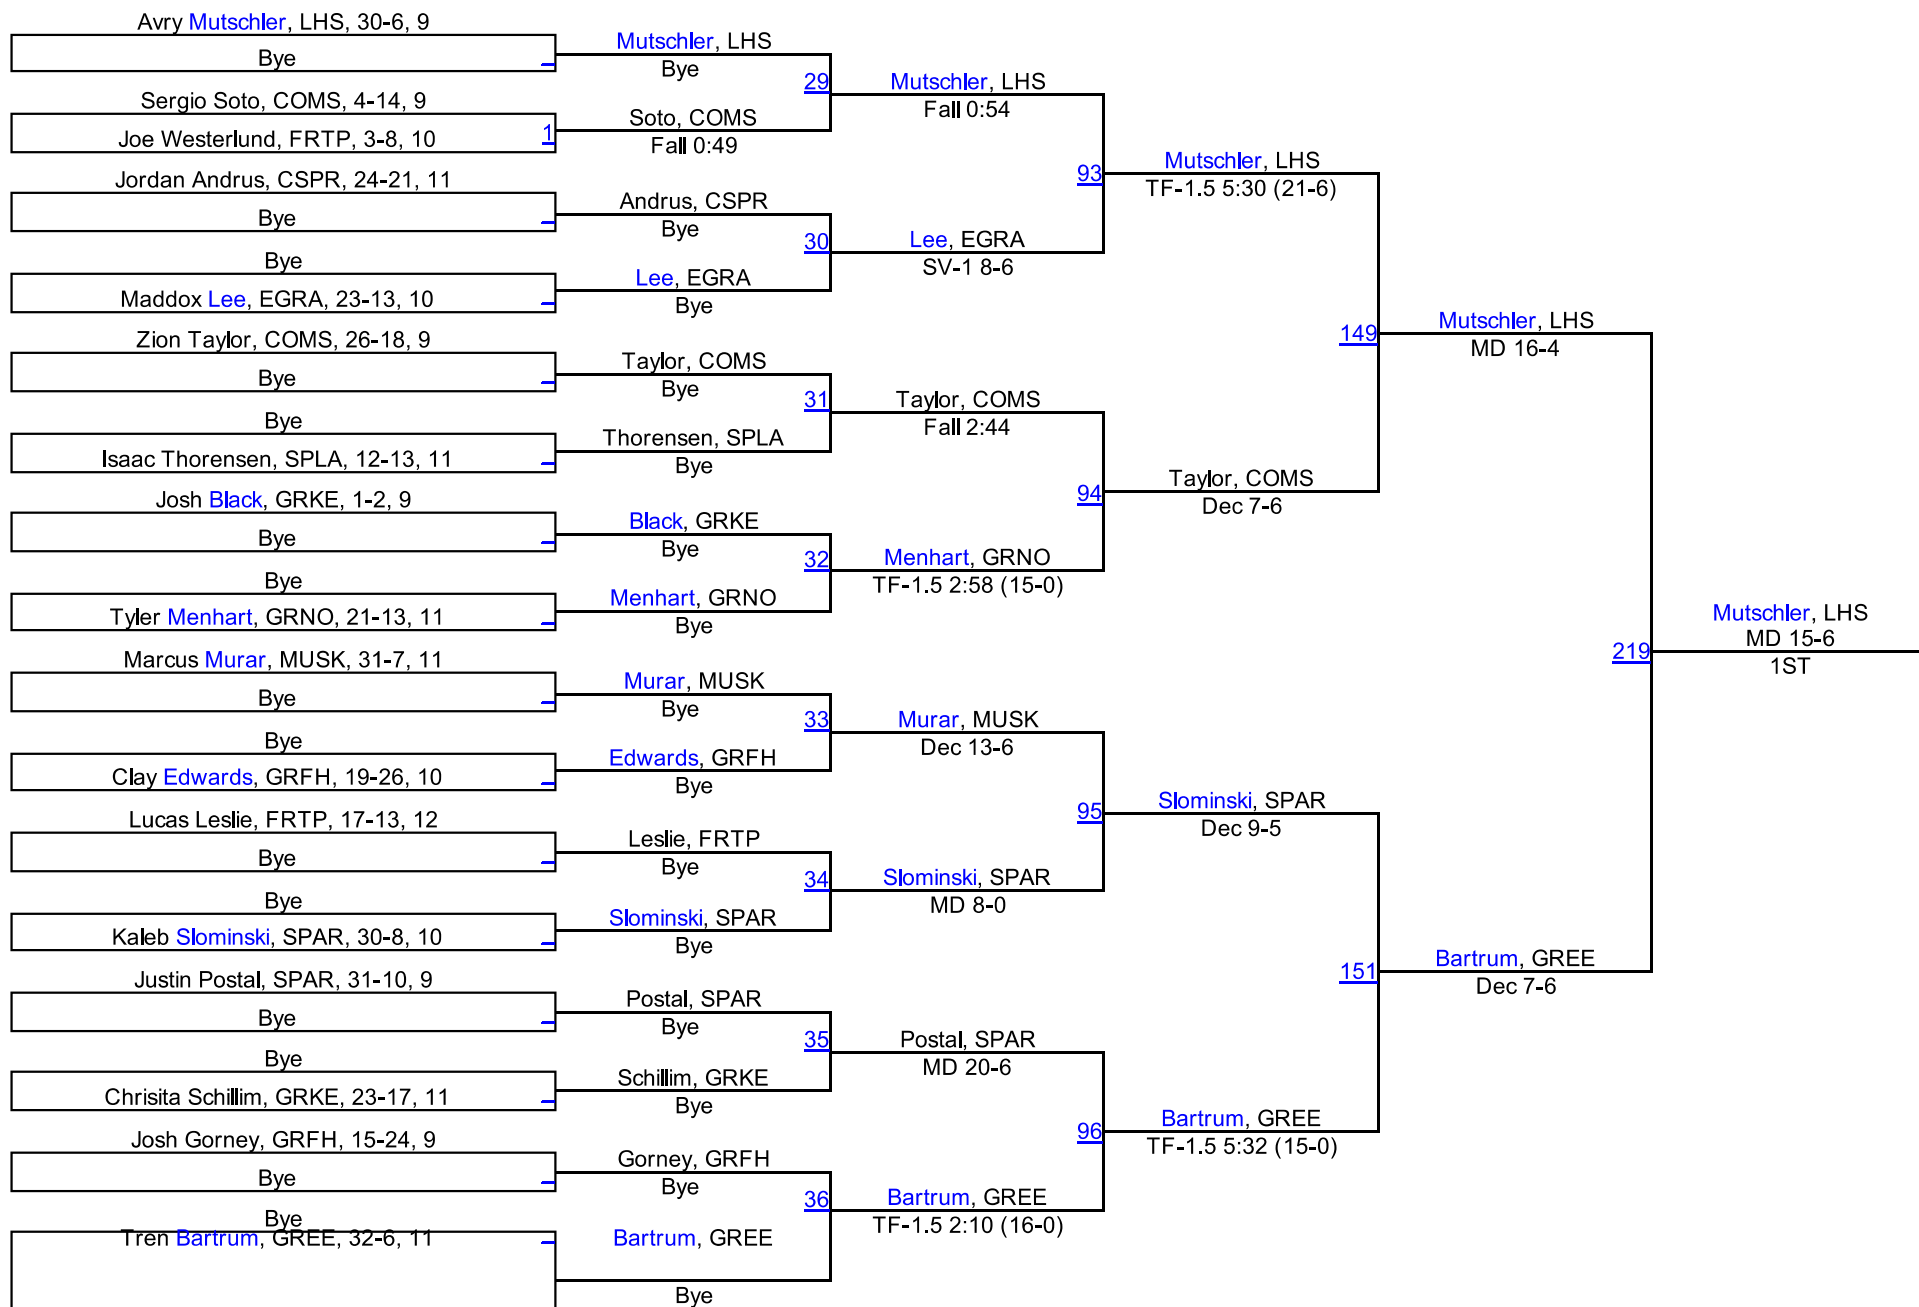 Avry Mutschler, LHS, 30-6, 9
Bye
Sergio Soto, COMS, 4-14, 9
Joe Westerlund, FRTP, 3-8, 10
1
Jordan Andrus, CSPR, 24-21, 11
Bye
Bye
Maddox Lee, EGRA, 23-13, 10
Zion Taylor, COMS, 26-18, 9
Bye
Bye
Isaac Thorensen, SPLA, 12-13, 11
Josh Black, GRKE, 1-2, 9
Bye
Bye
Tyler Menhart, GRNO, 21-13, 11
Marcus Murar, MUSK, 31-7, 11
Bye
Bye
Clay Edwards, GRFH, 19-26, 10
Lucas Leslie, FRTP, 17-13, 12
Bye
Bye
Kaleb Slominski, SPAR, 30-8, 10
Justin Postal, SPAR, 31-10, 9
Bye
Bye
Chrisita Schillim, GRKE, 23-17, 11
Josh Gorney, GRFH, 15-24, 9
Bye
Bye
Tren Bartrum, GREE, 32-6, 11
Mutschler, LHS
Bye
29
Soto, COMS
Fall 0:49
Andrus, CSPR
Bye
30
Lee, EGRA
Bye
Taylor, COMS
Bye
31
Thorensen, SPLA
Bye
Black, GRKE
Bye
32
Menhart, GRNO
Bye
Murar, MUSK
Bye
33
Edwards, GRFH
Bye
Leslie, FRTP
Bye
34
Slominski, SPAR
Bye
Postal, SPAR
Bye
35
Schillim, GRKE
Bye
Gorney, GRFH
Bye
36
Bartrum, GREE
Bye
Mutschler, LHS
Fall 0:54
93
Lee, EGRA
SV-1 8-6
Taylor, COMS
Fall 2:44
94
Menhart, GRNO
TF-1.5 2:58 (15-0)
Murar, MUSK
Dec 13-6
95
Slominski, SPAR
MD 8-0
Postal, SPAR
MD 20-6
96
Bartrum, GREE
TF-1.5 2:10 (16-0)
Mutschler, LHS
TF-1.5 5:30 (21-6)
149
Taylor, COMS
Dec 7-6
Slominski, SPAR
Dec 9-5
151
Bartrum, GREE
TF-1.5 5:32 (15-0)
Mutschler, LHS
MD 16-4
219
Bartrum, GREE
Dec 7-6
Mutschler, LHS
MD 15-6
1ST